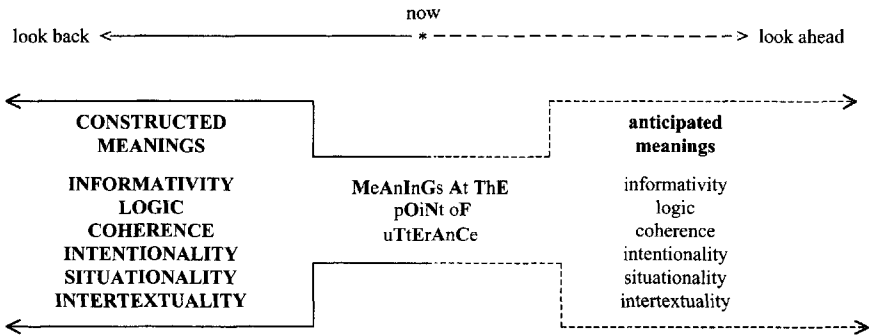 now
look back * look ahead
CONSTRUCTED
MEANINGS
INFORMATIVITY
LOGIC
COHERENCE
INTENTIONALITY
SITUATIONALITY
INTERTEXTUALITY
MeAnInGs At ThE
pOiNt oF
uTtErAnCe
anticipated
meanings
informativity
logic
coherence
intentionality
situationality
intertextuality